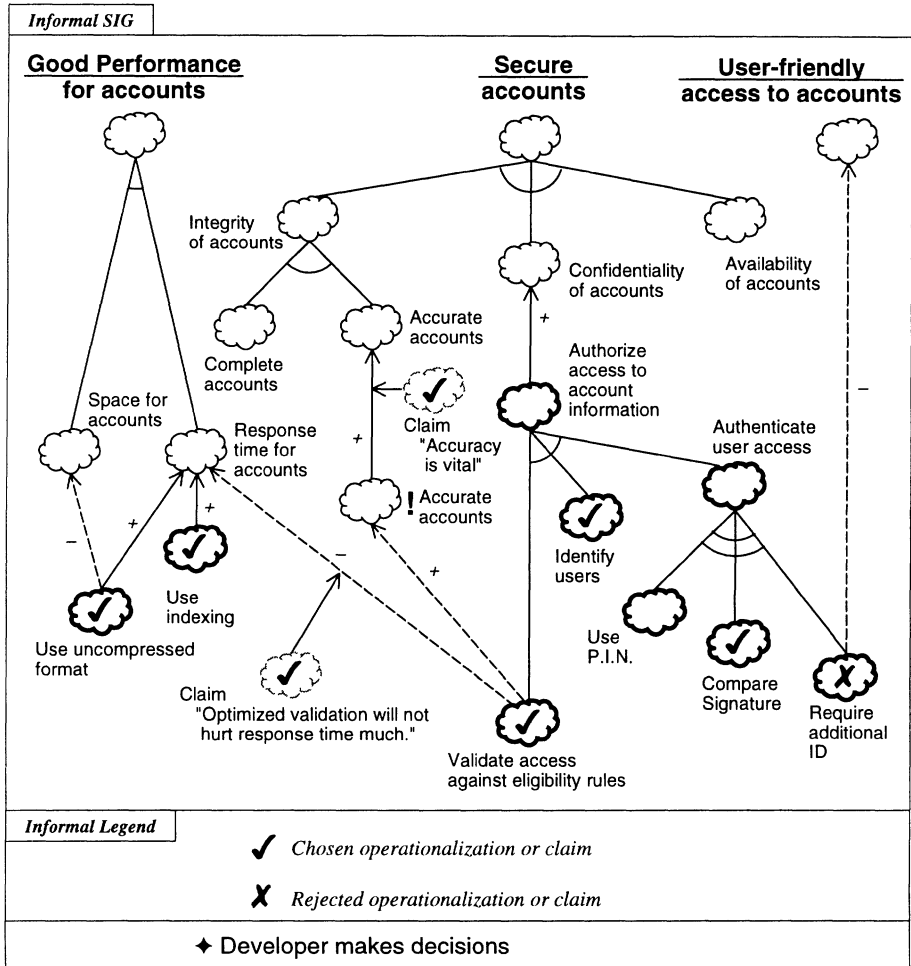 Informal SIG
Good Performance
for accounts
Secure
accounts
User-friendly
access to accounts
Integrity
of accounts
Confidentiality
of accounts
Availability
of accounts
+
Complete
accounts
Accurate
accounts
Authorize
access to
account
information
Claim
"Accuracy
is vital"
+
–
Space for
accounts
Response
time for
accounts
Authenticate
user access
! Accurate
accounts
–
+
+
–
+
Identify
users
Use
indexing
Use uncompressed
format
Use
P.I.N.
✓
✓
✓
✓
✓
✓
✓
✗
Compare
Signature
Require
additional
ID
Claim
"Optimized validation will not
hurt response time much."
Validate access
against eligibility rules
Informal Legend
✓ Chosen operationalization or claim
✗ Rejected operationalization or claim
✦ Developer makes decisions